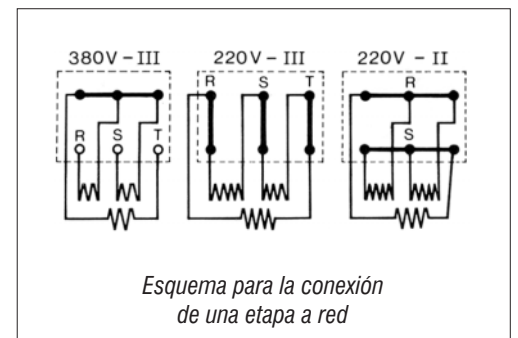 380V – III 220V – III 220V – II
R S T R
R S T S
Esquema para la conexión
de una etapa a red